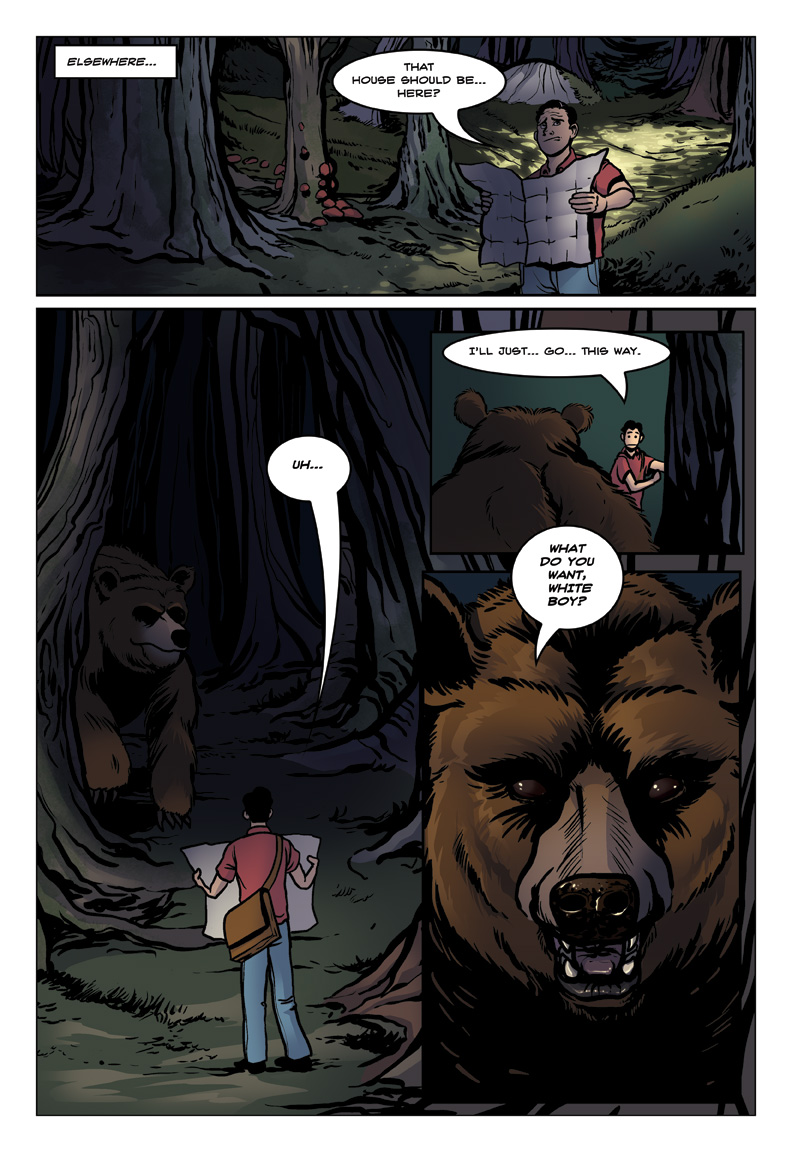 ELSEWHERE...
THAT
HOUSE SHOULD BE...
HERE?
UH...
I'LL JUST... GO... THIS WAY.
WHAT
DO YOU
WANT,
WHITE
BOY?